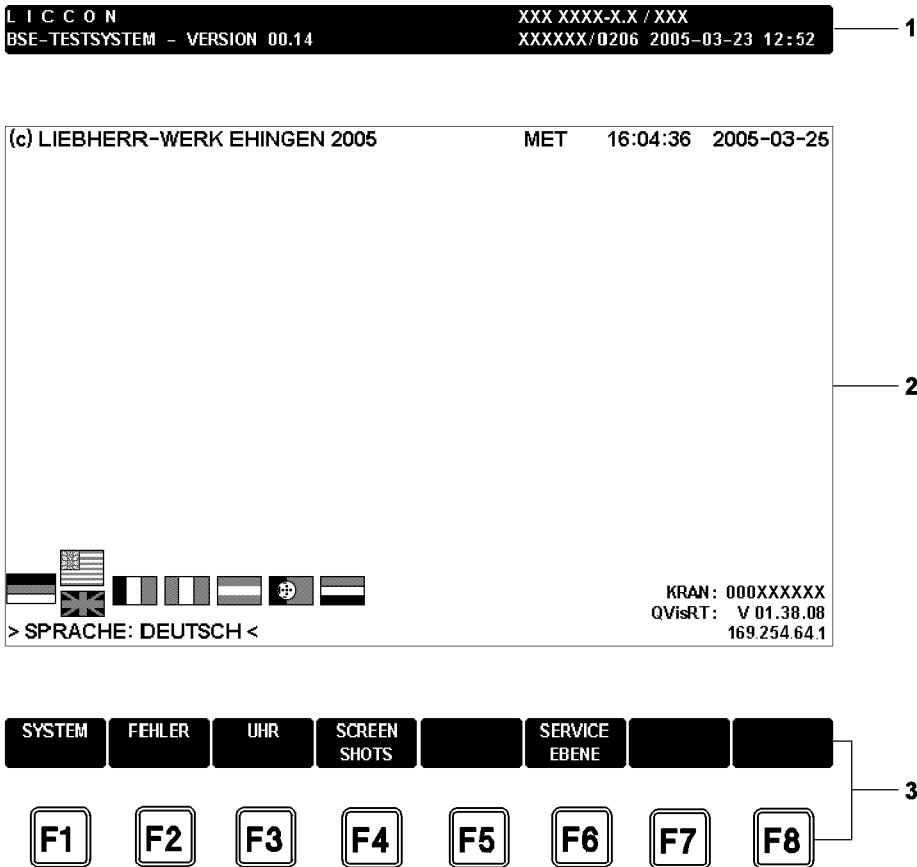 L I C C O N XXX XXXX-X.X / XXX
BSE-TESTSYSTEM - VERSION 00.14 XXXXXX/0206 2005-03-23 12:52
1
(c) LIEBHERR-WERK EHINGEN 2005 MET 16:04:36 2005-03-25
2
KRAN: 000XXXXXX
QVisRT: V 01.38.08
> SPRACHE: DEUTSCH < 169.254.64.1
SYSTEM FEHLER UHR SCREEN SHOTS SERVICE EBENE
3
F1 F2 F3 F4 F5 F6 F7 F8